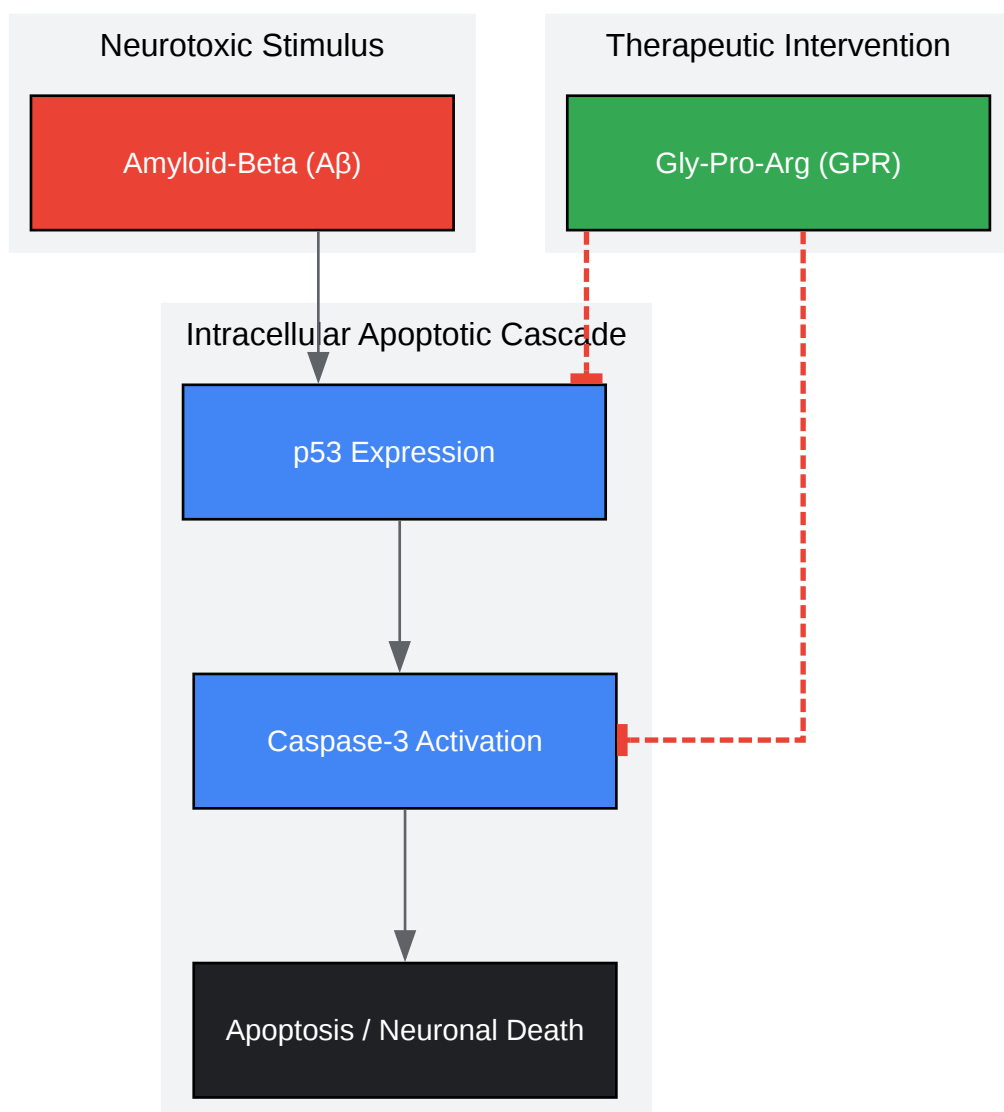 Neurotoxic Stimulus
Therapeutic Intervention
Amyloid-Beta (Aβ)
Gly-Pro-Arg (GPR)
Intracellular Apoptotic Cascade
p53 Expression
Caspase-3 Activation
Apoptosis / Neuronal Death